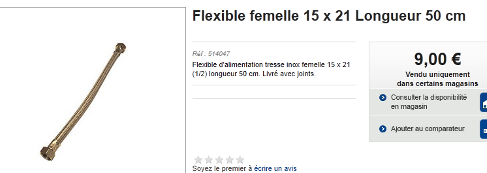 Flexible femelle 15 x 21 Longueur 50 cm
Réf : 514047
Flexible d'alimentation tresse inox femelle 15 x 21
(1/2) longueur 50 cm. Livré avec joints
9,00 €
Vendu uniquement
dans certains magasins
Consulter la disponibilité
en magasin
Ajouter au comparateur
Soyez le premier à écrire un avis